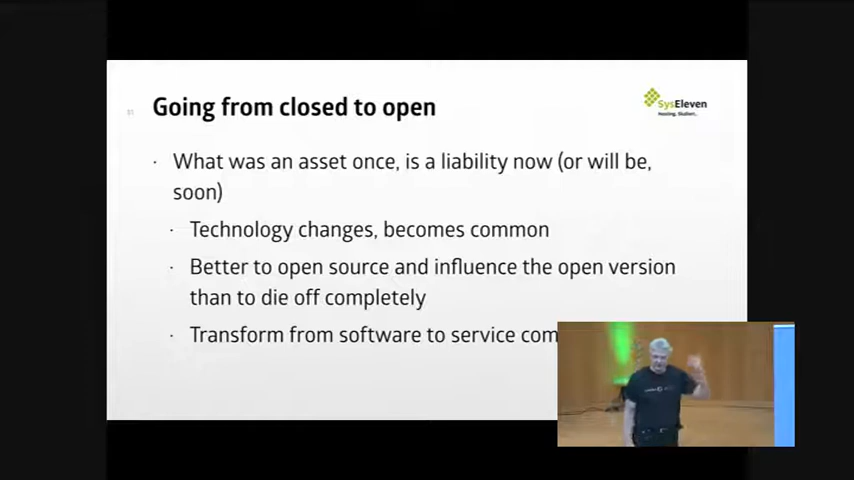 Going from closed to open
SysEleven
51
· What was an asset once, is a liability now (or will be,
soon)
· Technology changes, becomes common
· Better to open source and influence the open version
than to die off completely
· Transform from software to service com